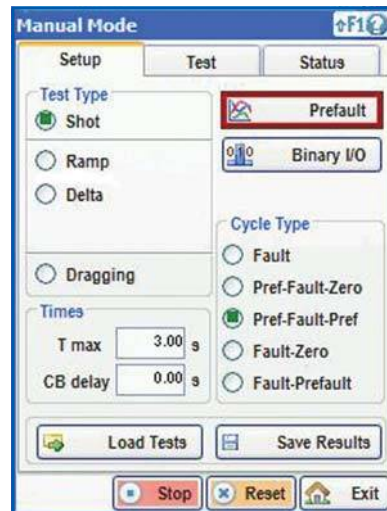 Manual Mode
F1
Setup
Test
Status
Test Type
Shot
Ramp
Delta
Dragging
Prefault
Binary I/O
Cycle Type
Fault
Pref-Fault-Zero
Pref-Fault-Pref
Fault-Zero
Fault-Prefault
Times
T max 3.00 s
CB delay 0.00 s
Load Tests
Save Results
Stop
Reset
Exit